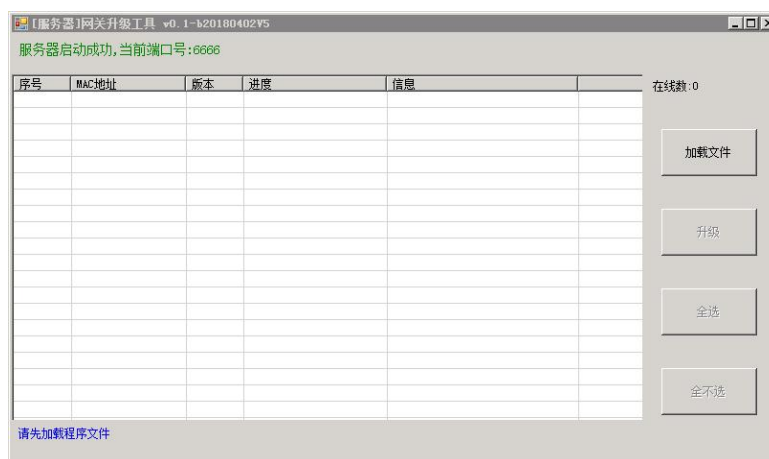 [服务器]网关升级工具 v0.1-b20180402V5
服务器启动成功,当前端口号:6666
序号 MAC地址 版本 进度 信息
在线数:0
加载文件
升级
全选
全不选
请先加载程序文件